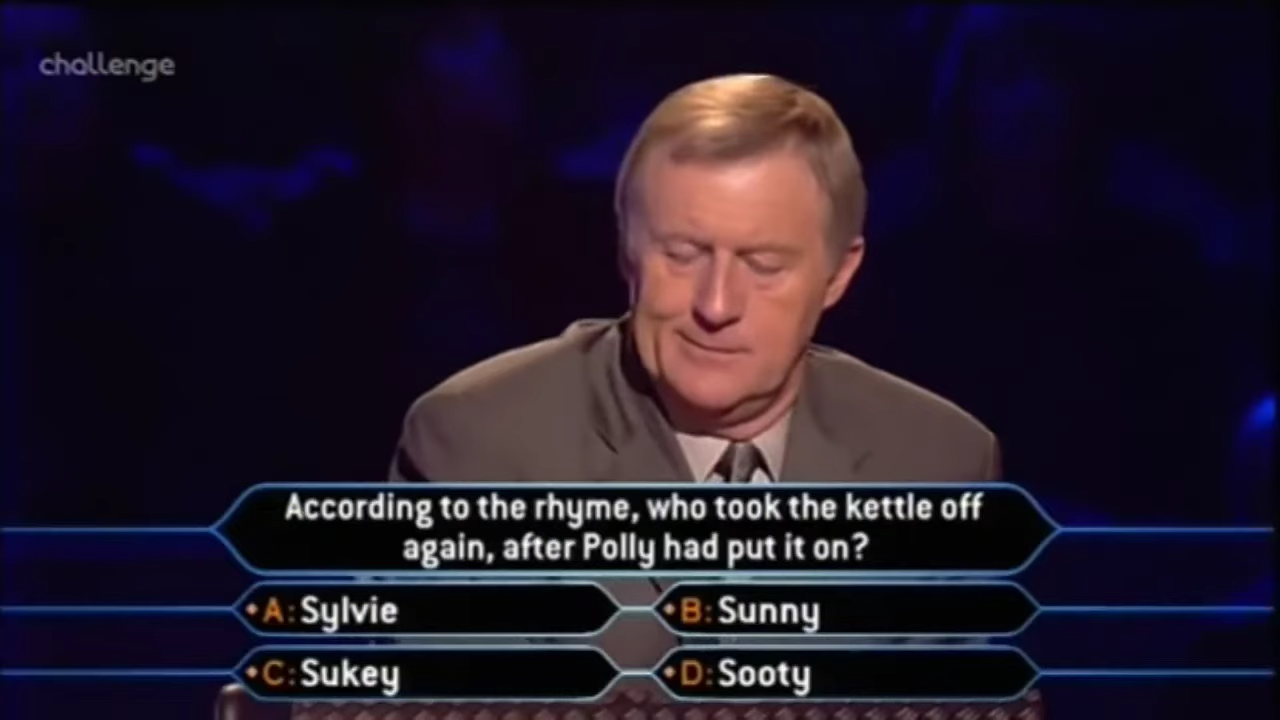 challenge
According to the rhyme, who took the kettle off
again, after Polly had put it on?
A: Sylvie
B: Sunny
C: Sukey
D: Sooty